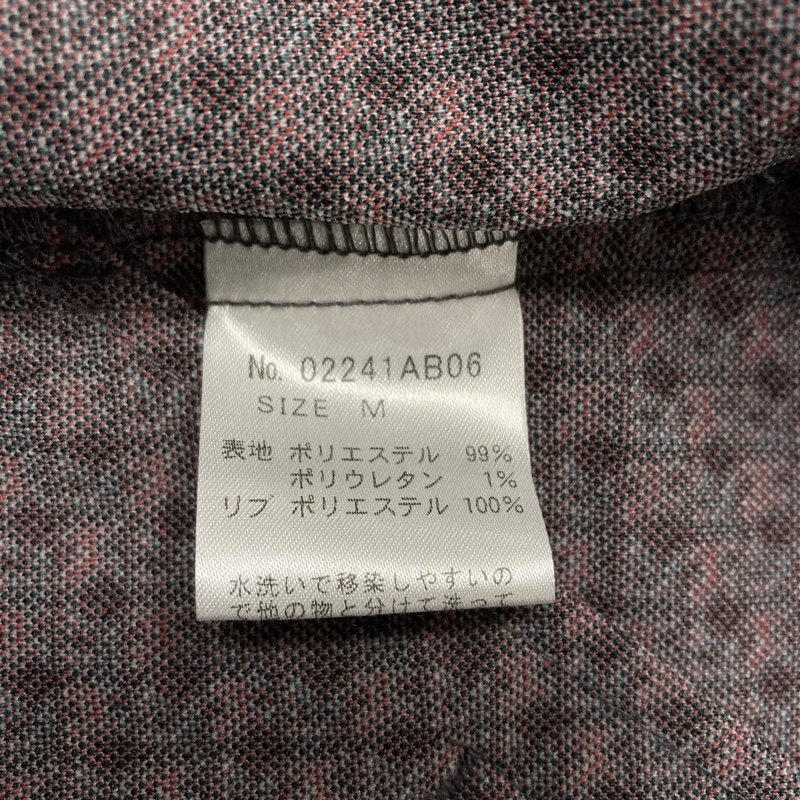 No. 02241AB06
SIZE M
表地 ポリエステル 99%
ポリウレタン 1%
リブ ポリエステル 100%
水洗いで移染しやすいの
で他の物と分けて洗って